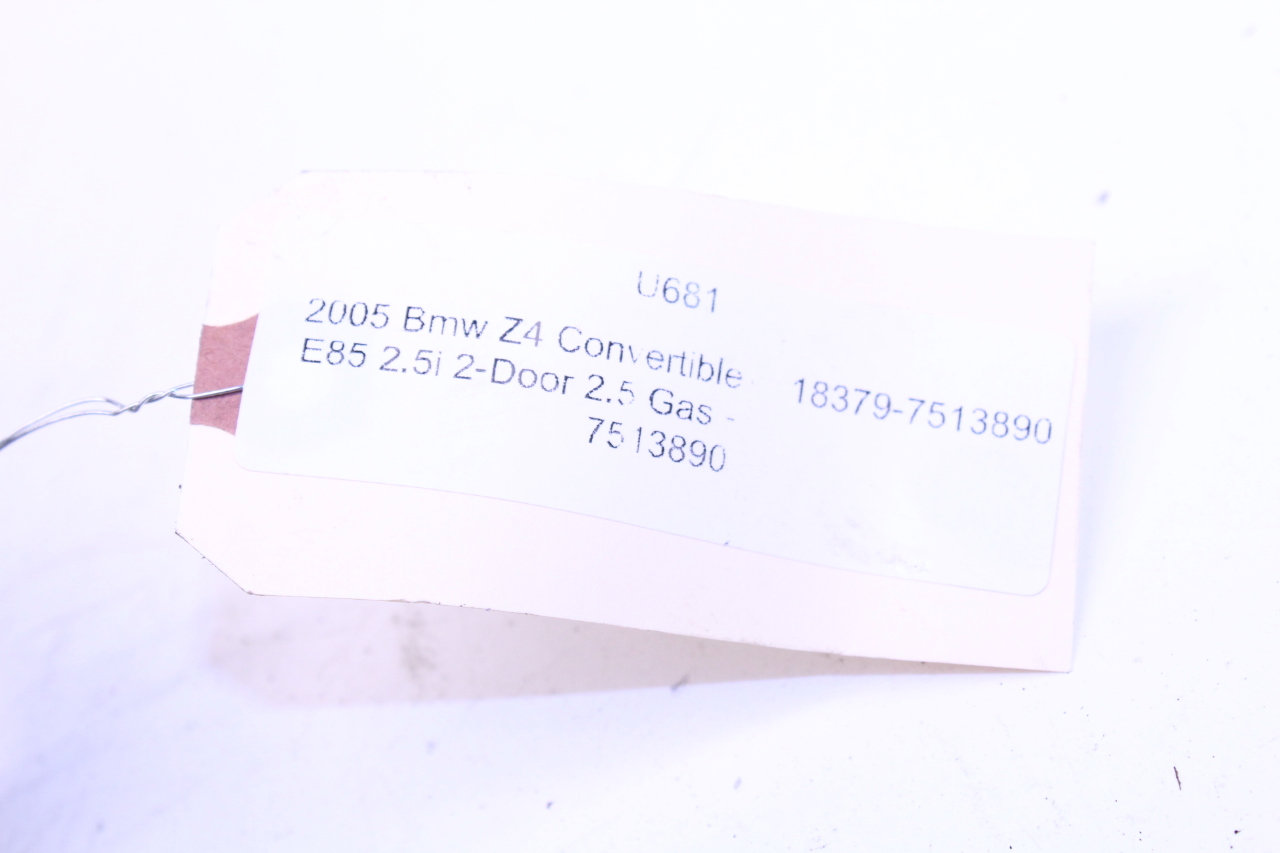 U681
2005 Bmw Z4 Convertible
E85 2.5i 2-Door 2.5 Gas -
7513890
18379-7513890